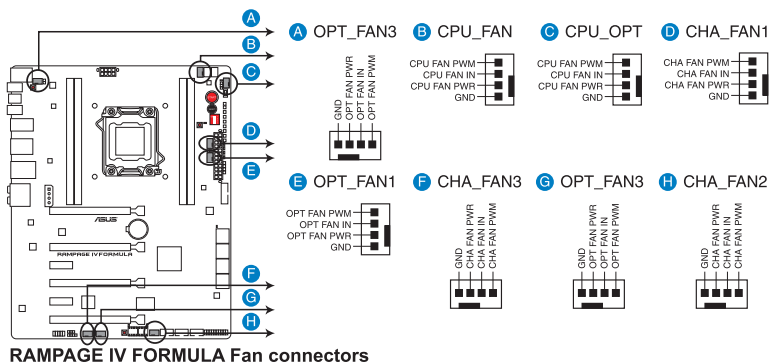 A
B
C
D
E
F
G
H
ASUS
RAMPAGE IV FORMULA
A OPT_FAN3
GND
OPT FAN PWR
OPT FAN IN
OPT FAN PWM
B CPU_FAN
CPU FAN PWM
CPU FAN IN
CPU FAN PWR
GND
C CPU_OPT
CPU FAN PWM
CPU FAN IN
CPU FAN PWR
GND
D CHA_FAN1
CHA FAN PWM
CHA FAN IN
CHA FAN PWR
GND
E OPT_FAN1
OPT FAN PWM
OPT FAN IN
OPT FAN PWR
GND
F CHA_FAN3
GND
CHA FAN PWR
CHA FAN IN
CHA FAN PWM
G OPT_FAN3
GND
OPT FAN PWR
OPT FAN IN
OPT FAN PWM
H CHA_FAN2
GND
CHA FAN PWR
CHA FAN IN
CHA FAN PWM
RAMPAGE IV FORMULA Fan connectors